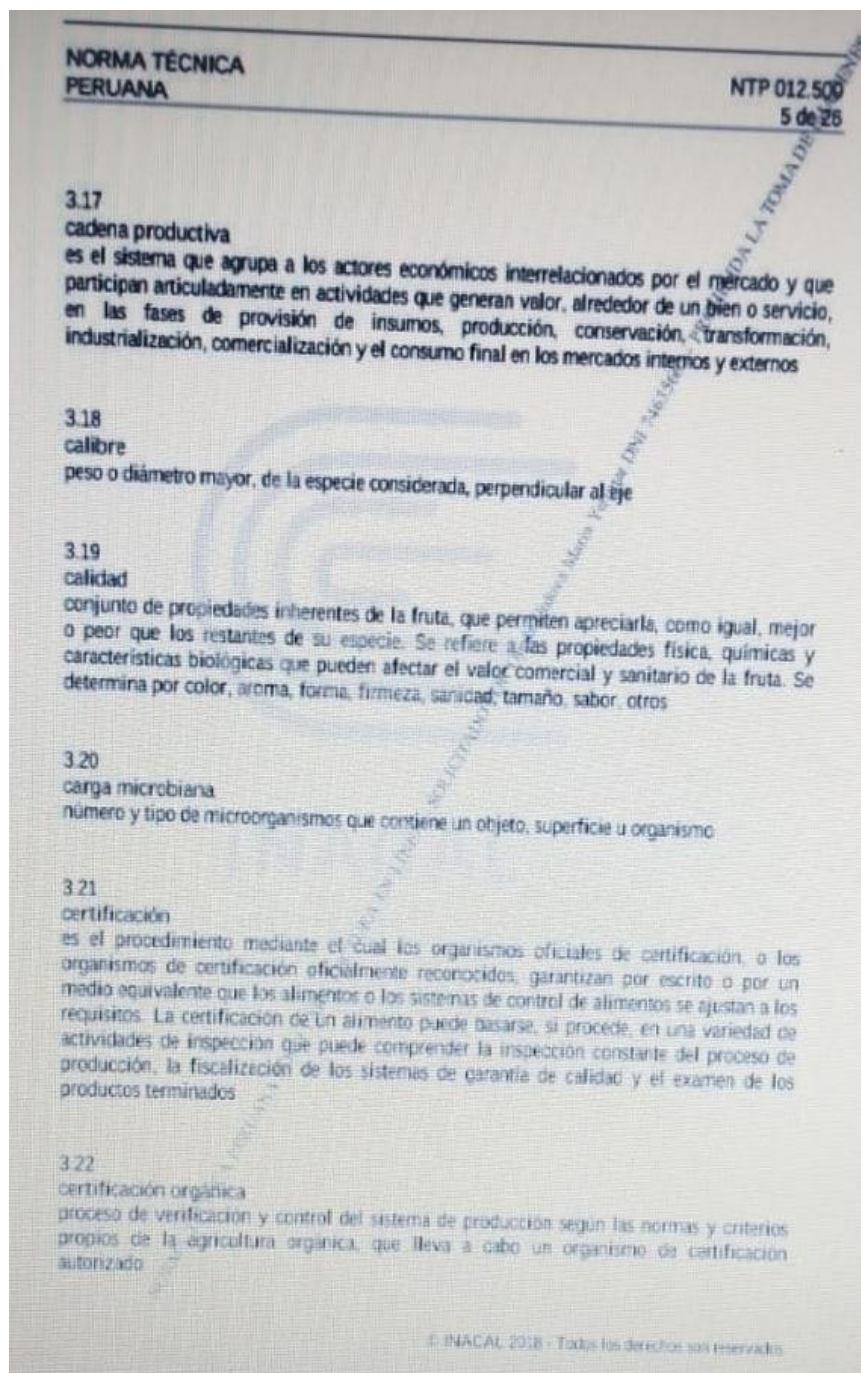 NORMA TÉCNICA
PERUANA
NTP 012.500
5 de 26
3.17
cadena productiva
es el sistema que agrupa a los actores económicos interrelacionados por el mercado y que
participan articuladamente en actividades que generan valor, alrededor de un bien o servicio,
en las fases de provisión de insumos, producción, conservación, transformación,
industrialización, comercialización y el consumo final en los mercados internos y externos
3.18
calibre
peso o diámetro mayor, de la especie considerada, perpendicular al eje
3.19
calidad
conjunto de propiedades inherentes de la fruta, que permiten apreciarla, como igual, mejor
o peor que los restantes de su especie. Se refiere a las propiedades física, químicas y
características biológicas que pueden afectar el valor comercial y sanitario de la fruta. Se
determina por color, aroma, forma, firmeza, sanidad, tamaño, sabor, otros
3.20
carga microbiana
número y tipo de microorganismos que contiene un objeto, superficie u organismo
3.21
certificación
es el procedimiento mediante el cual los organismos oficiales de certificación, o los
organismos de certificación oficialmente reconocidos, garantizan por escrito o por un
medio equivalente que los alimentos o los sistemas de control de alimentos se ajustan a los
requisitos. La certificación de un alimento puede basarse, si procede, en una variedad de
actividades de inspección que puede comprender la inspección constante del proceso de
producción, la fiscalización de los sistemas de garantía de calidad y el examen de los
productos terminados
3.22
certificación orgánica
proceso de verificación y control del sistema de producción según las normas y criterios
propios de la agricultura orgánica, que lleva a cabo un organismo de certificación
autorizado
© INACAL 2018 - Todos los derechos son reservados
LA TOMA DE